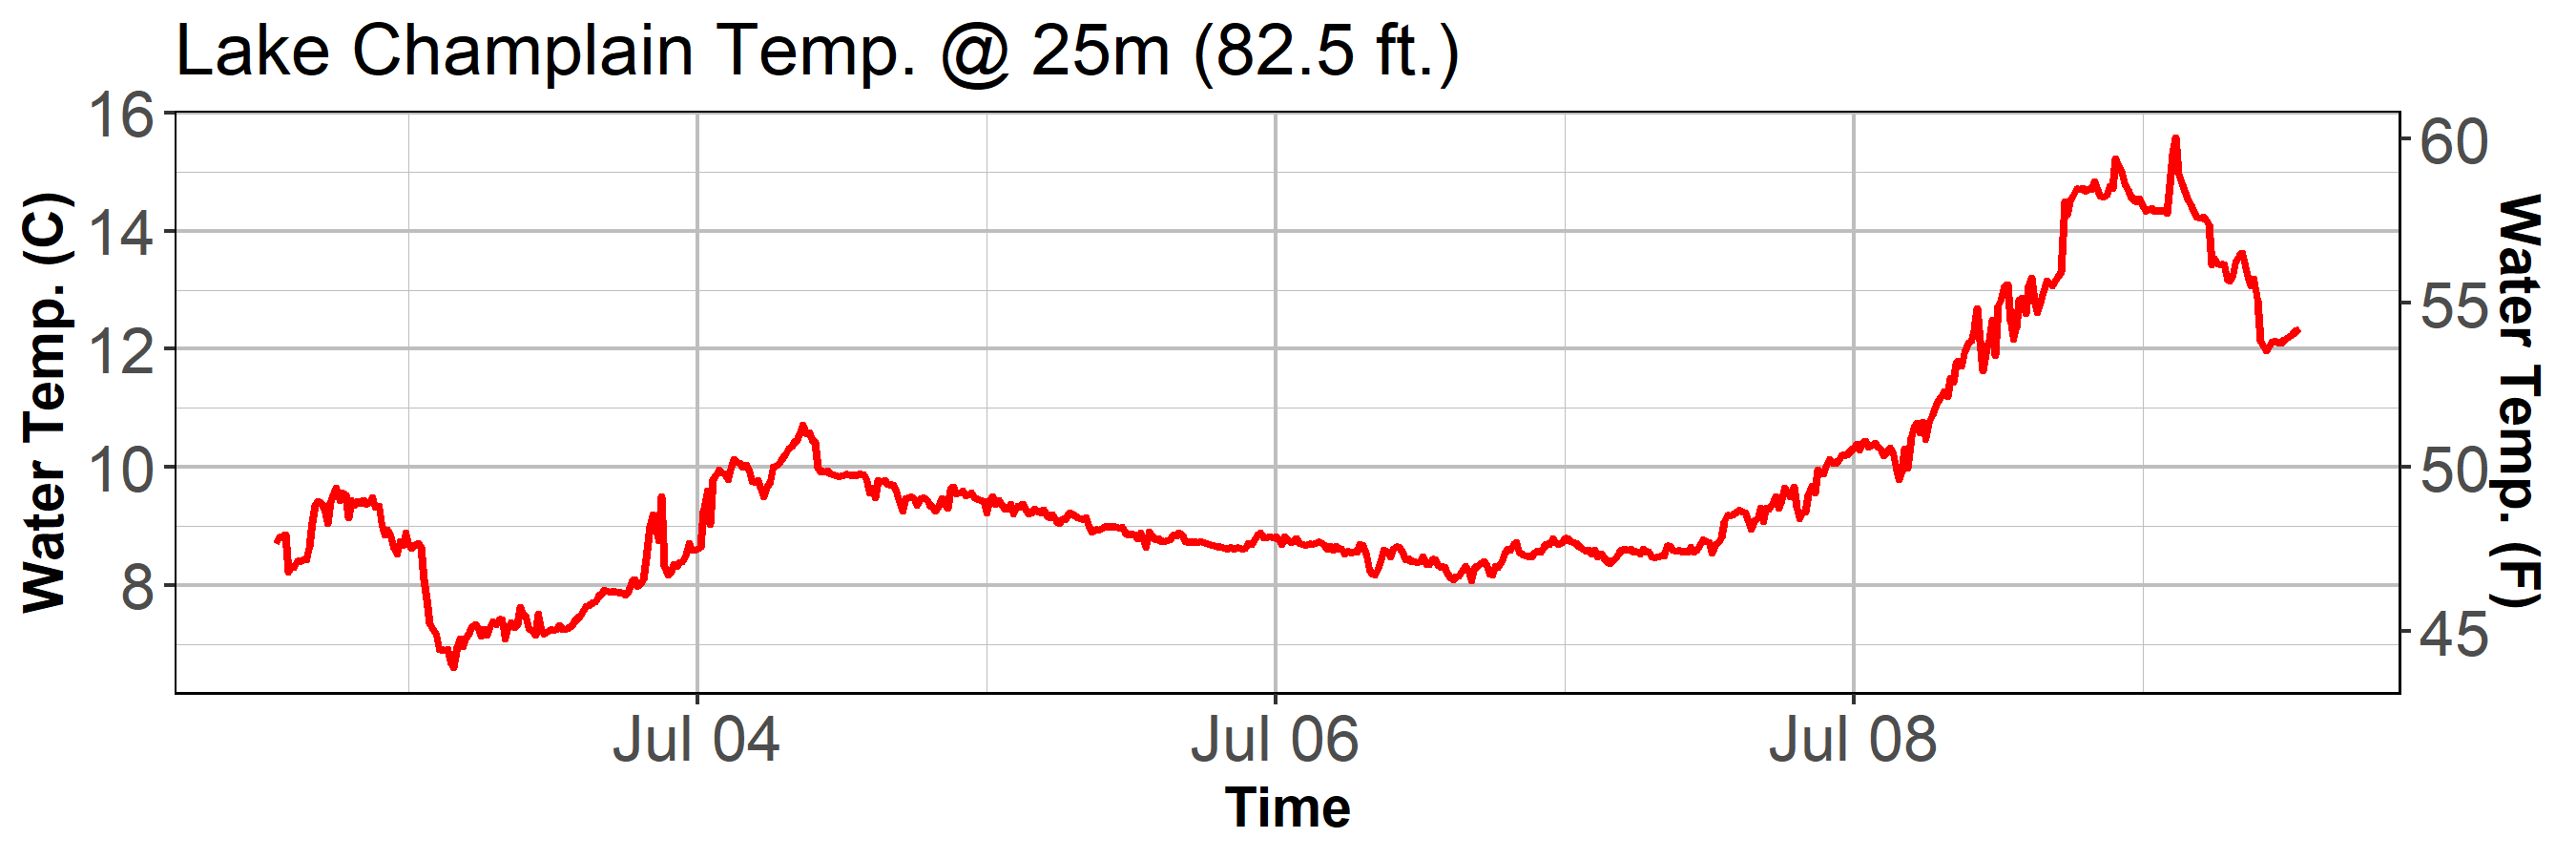 Lake Champlain Temp. @ 25m (82.5 ft.)
Water Temp. (C)
16
14
12
10
8
60
55
50
45
Water Temp. (F)
Jul 04 Jul 06 Jul 08
Time